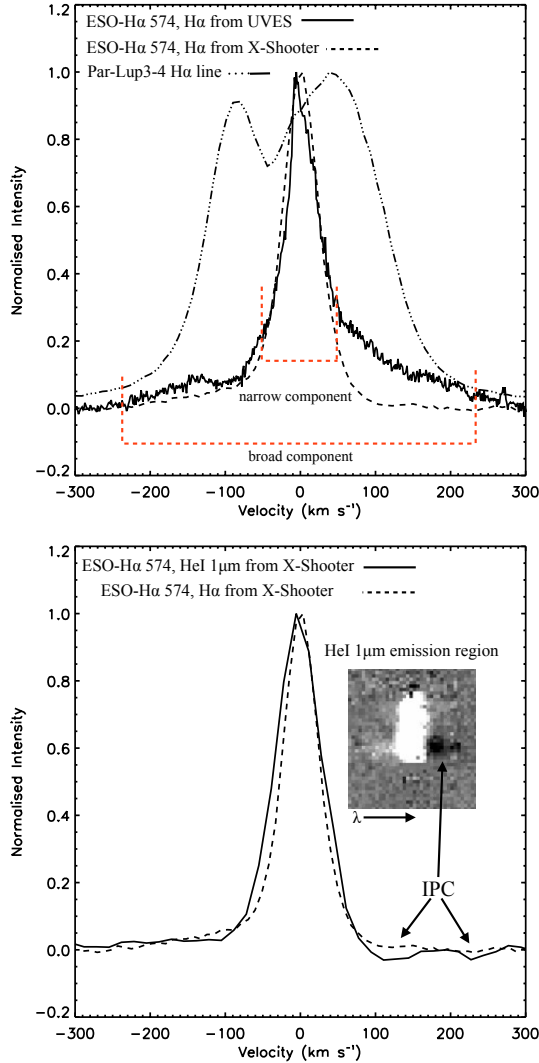 ESO-Hα 574, Hα from UVES
ESO-Hα 574, Hα from X-Shooter
Par-Lup3-4 Hα line
1.0
0.8
0.6
0.4
0.2
0.0
-0.2
Normalised Intensity
narrow component
broad component
-300 -200 -100 0 100 200 300
Velocity (km s⁻¹)
1.2
ESO-Hα 574, HeI 1μm from X-Shooter
ESO-Hα 574, Hα from X-Shooter
1.0
0.8
0.6
0.4
0.2
0.0
-0.2
Normalised Intensity
HeI 1μm emission region
λ
IPC
-300 -200 -100 0 100 200 300
Velocity (km s⁻¹)